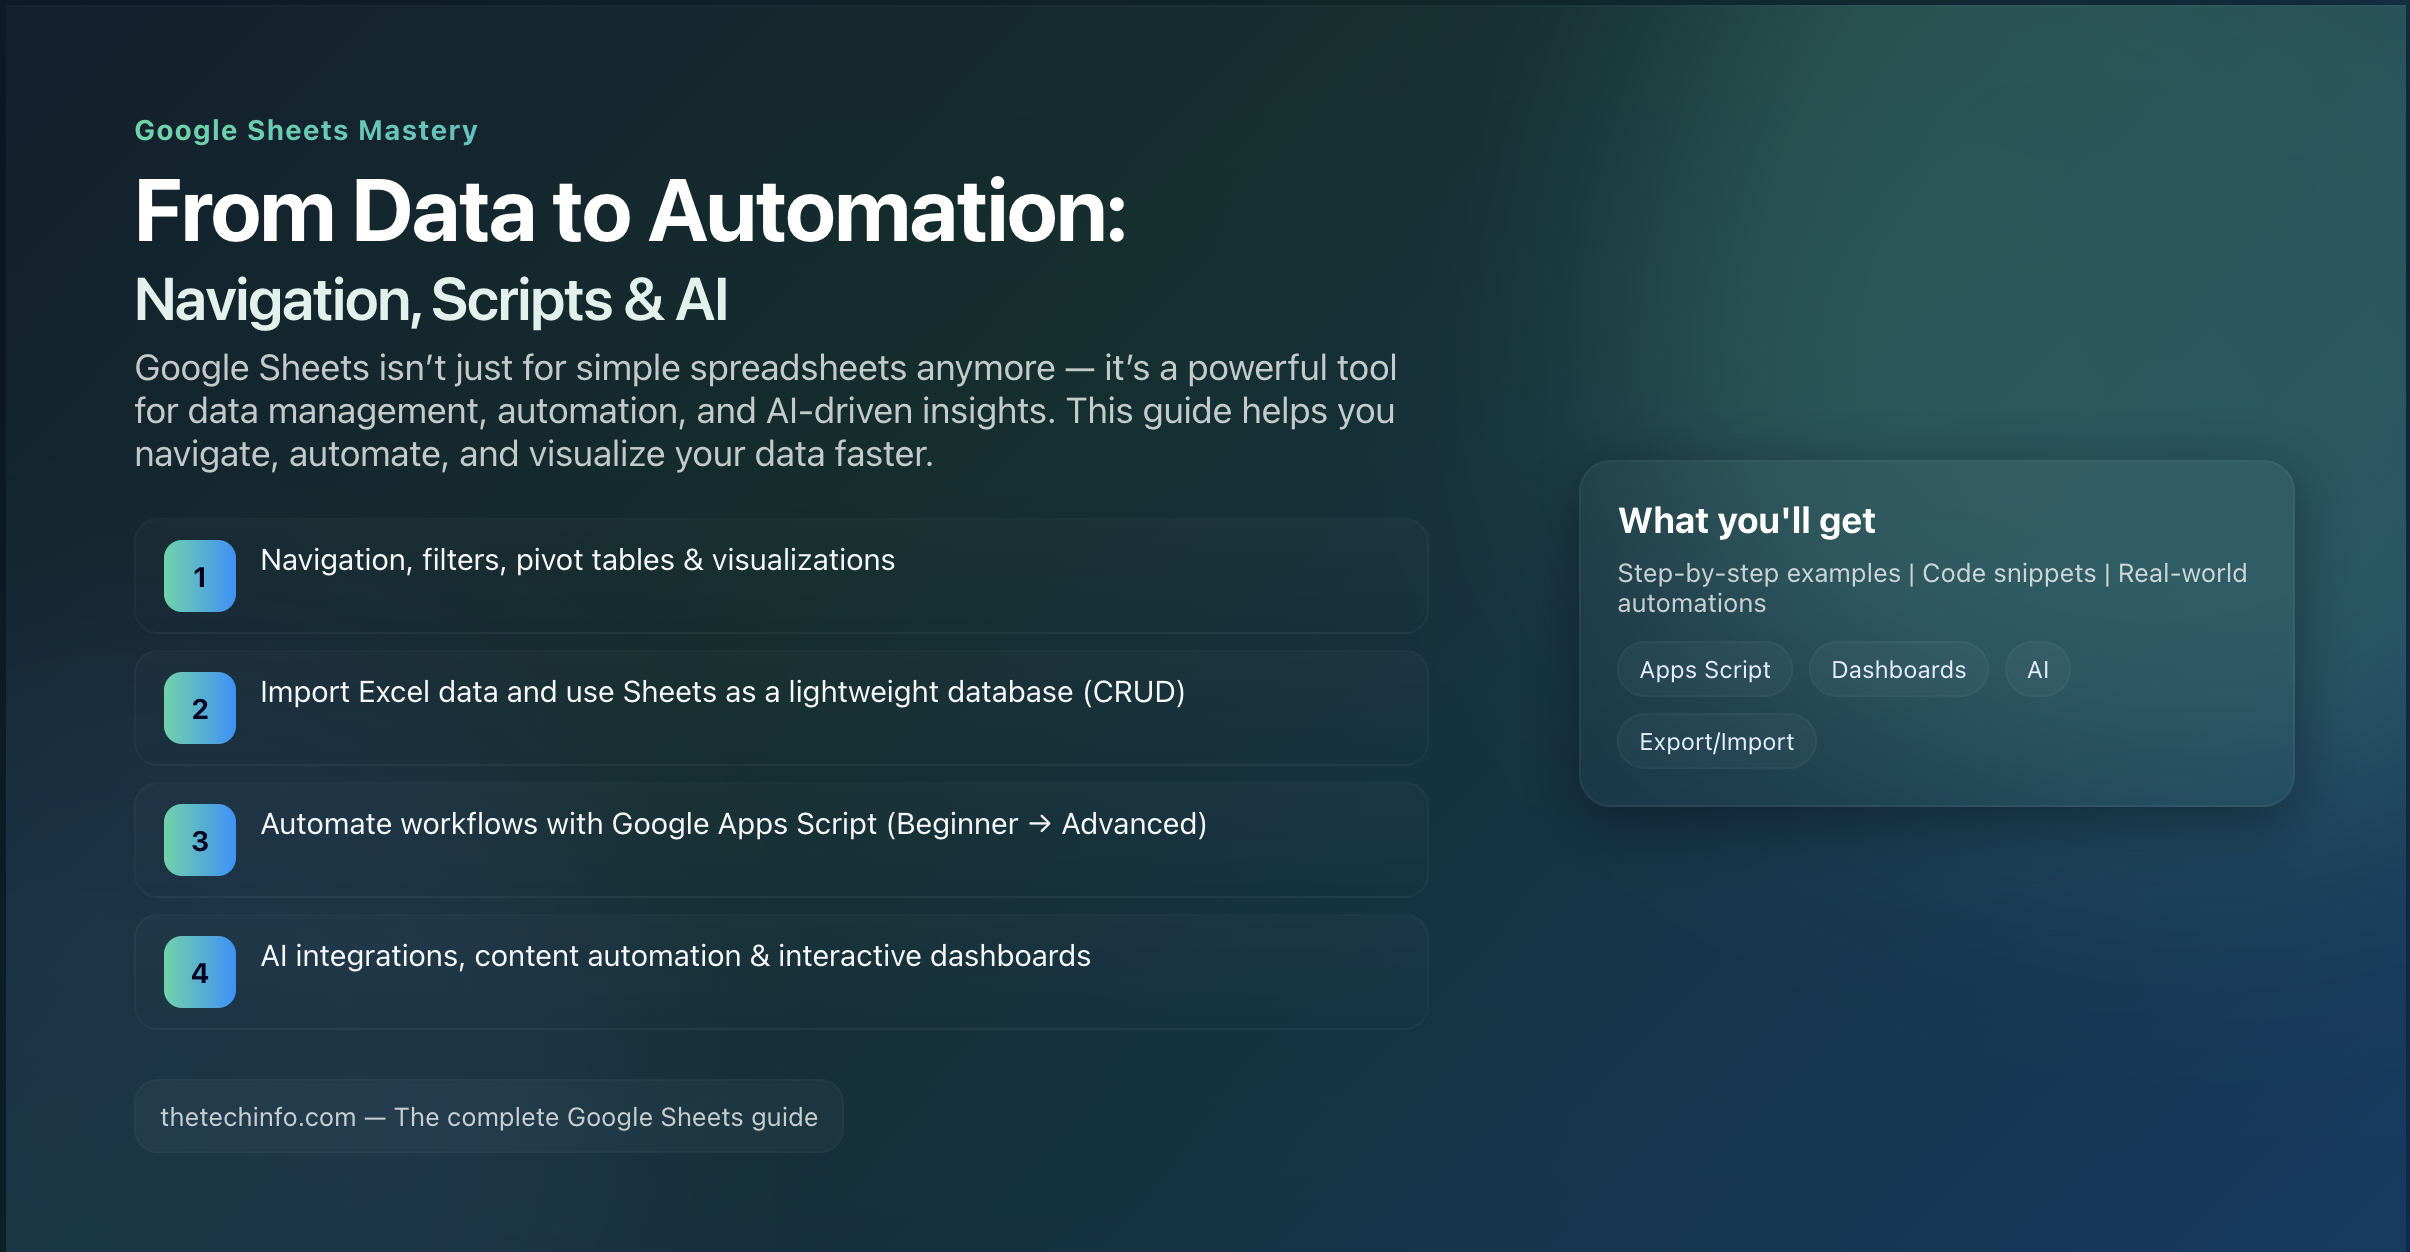 Google Sheets Mastery
From Data to Automation:
Navigation, Scripts & AI
Google Sheets isn’t just for simple spreadsheets anymore — it’s a powerful tool
for data management, automation, and AI-driven insights. This guide helps you
navigate, automate, and visualize your data faster.
1 Navigation, filters, pivot tables & visualizations
2 Import Excel data and use Sheets as a lightweight database (CRUD)
3 Automate workflows with Google Apps Script (Beginner → Advanced)
4 AI integrations, content automation & interactive dashboards
thetechinfo.com — The complete Google Sheets guide
What you'll get
Step-by-step examples | Code snippets | Real-world
automations
Apps Script Dashboards AI
Export/Import